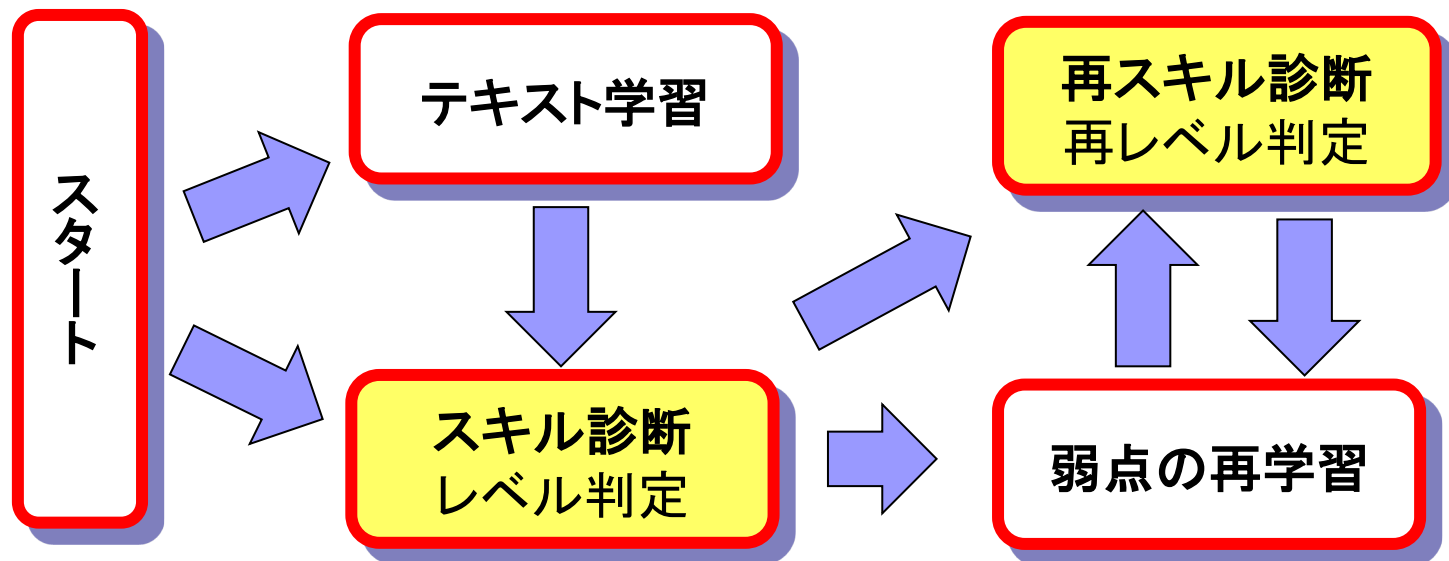 スタート
テキスト学習
スキル診断
レベル判定
再スキル診断
再レベル判定
弱点の再学習